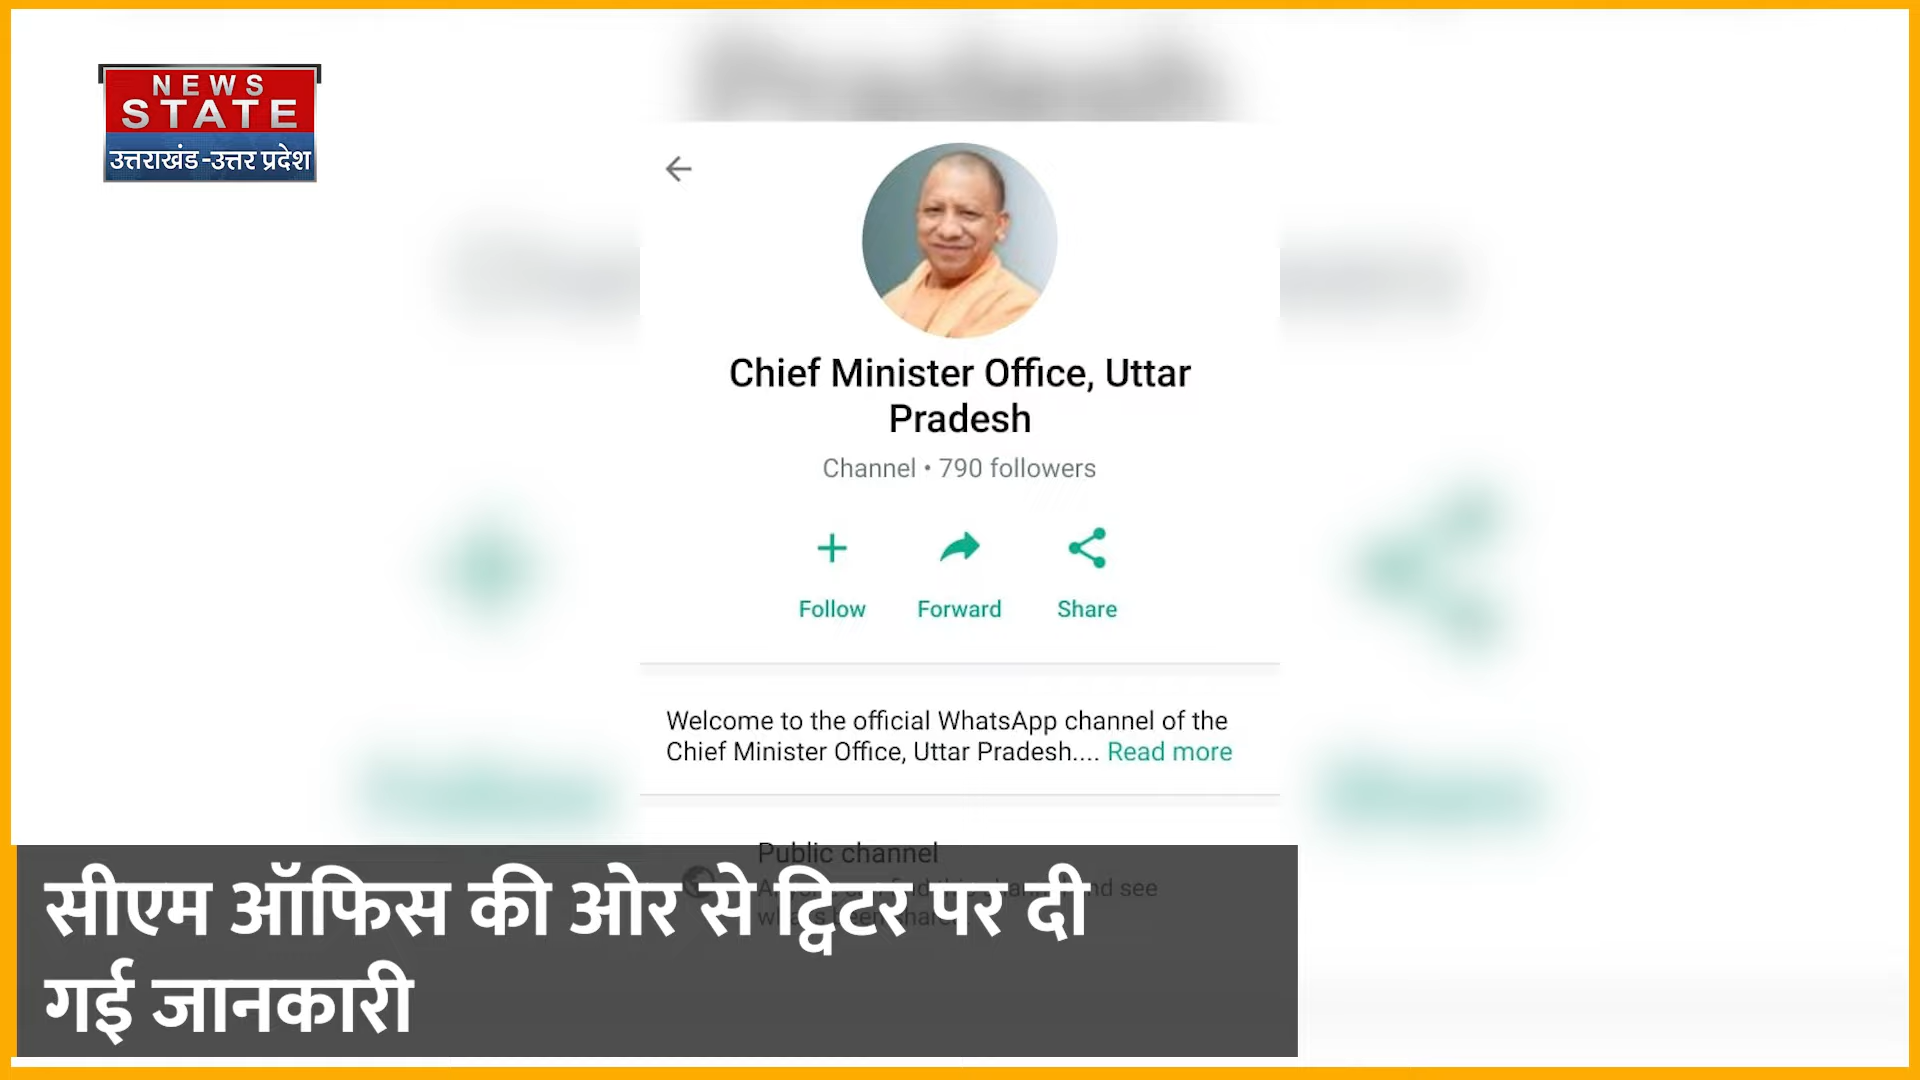 NEWS
STATE
उत्तराखंड-उत्तर प्रदेश
Chief Minister Office, Uttar
Pradesh
Channel • 790 followers
Follow
Forward
Share
Welcome to the official WhatsApp channel of the
Chief Minister Office, Uttar Pradesh.... Read more
Public channel
and see
सीएम ऑफिस की ओर से ट्विटर पर दी
गई जानकारी